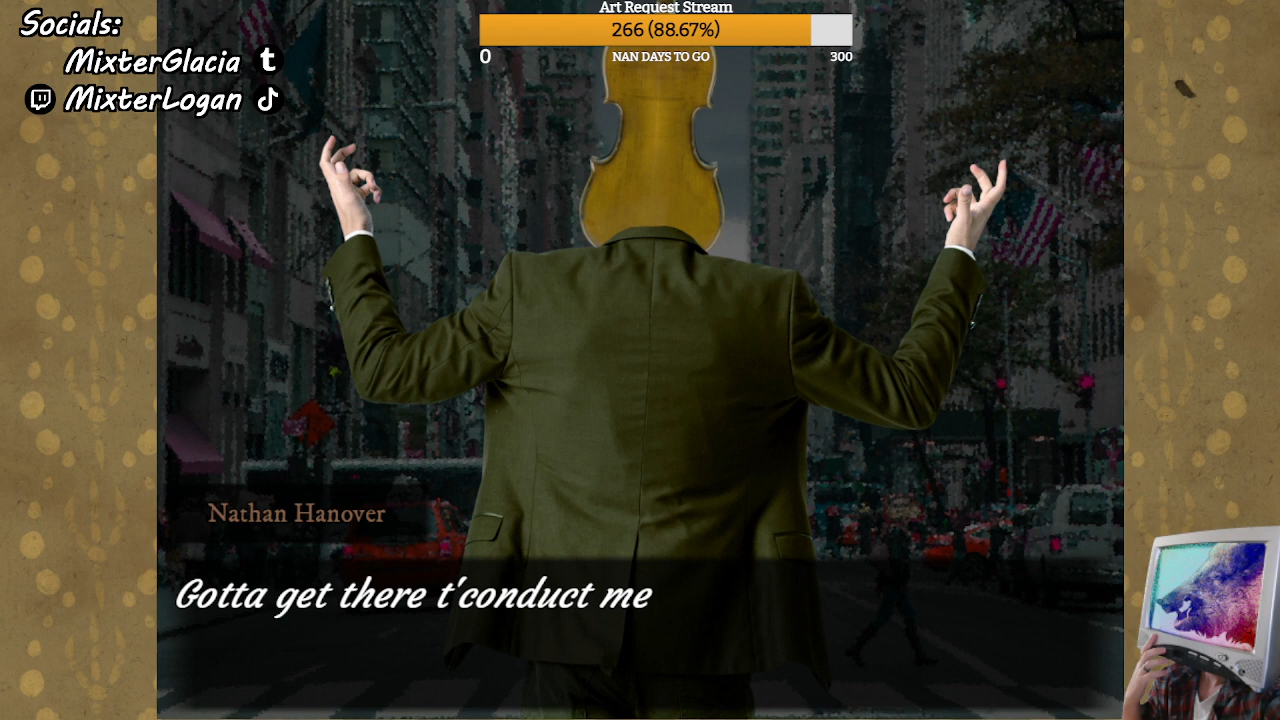 Socials:
MixterGlacia t
MixterLogan
Art Request Stream
266 (88.67%)
0 NAN DAYS TO GO 300
Nathan Hanover
Gotta get there t'conduct me